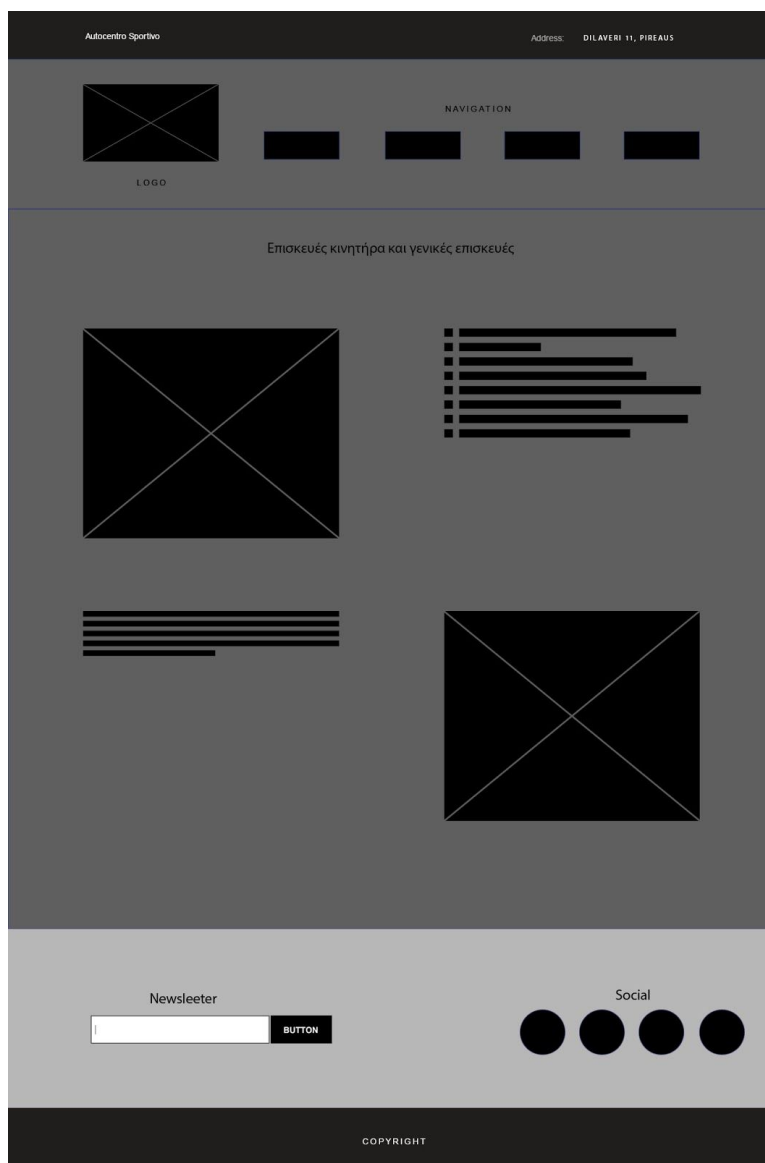 Autocentro Sportivo
Address: DILAVERI 11, PIREAUS
NAVIGATION
LOGO
Επισκευές κινητήρα και γενικές επισκευές
Newsleeter
Social
BUTTON
COPYRIGHT